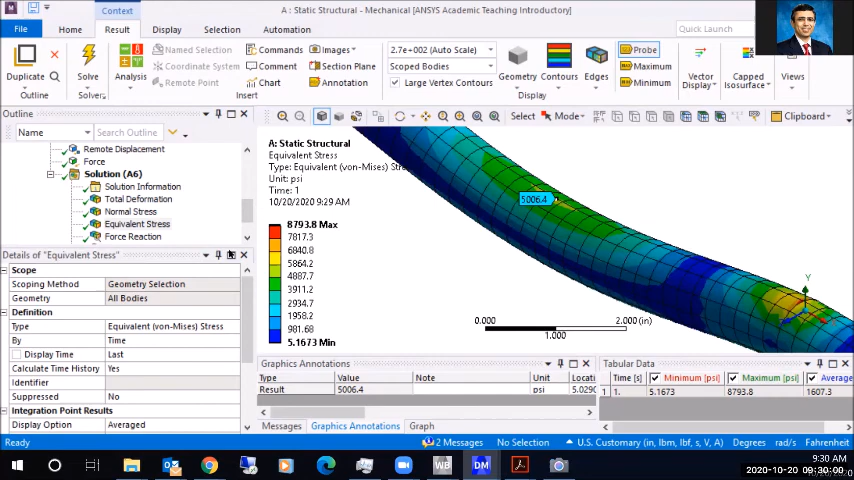 Context
A : Static Structural - Mechanical [ANSYS Academic Teaching Introductory]
File
Home
Result
Display
Selection
Automation
Quick Launch
Duplicate
Outline
Solve
Solver
Analysis
Named Selection
Coordinate System
Remote Point
Commands
Comment
Chart
Images
Section Plane
Annotation
Insert
2.7e+002 (Auto Scale)
Scoped Bodies
Large Vertex Contours
Geometry
Contours
Edges
Probe
Maximum
Minimum
Display
Vector Display
Capped Isosurface
Views
Outline
Name
Search Outline
Select
Mode
Clipboard
Remote Displacement
Force
Solution (A6)
Solution Information
Total Deformation
Normal Stress
Equivalent Stress
Force Reaction
A: Static Structural
Equivalent Stress
Type: Equivalent (von-Mises) Stre
Unit: psi
Time: 1
10/20/2020 9:29 AM
8793.8 Max
7817.3
6840.8
5864.2
4887.7
3911.2
2934.7
1958.2
981.68
5.1673 Min
5006.4
Y
0.000
2.000 (in)
1.000
Details of "Equivalent Stress"
Scope
Scoping Method Geometry Selection
Geometry All Bodies
Definition
Type Equivalent (von-Mises) Stress
By Time
Display Time Last
Calculate Time History Yes
Identifier
Suppressed No
Integration Point Results
Display Option Averaged
Graphics Annotations
Type Value Note Unit Locati
Result 5006.4 psi 5.0290
Messages Graphics Annotations Graph
Tabular Data
Time [s] Minimum [psi] Maximum [psi] Average
1 1. 5.1673 8793.8 1607.3
Ready
2 Messages
No Selection
U.S. Customary (in, lbm, lbf, s, V, A)
Degrees
rad/s
Fahrenheit
WB
DM
9:30 AM
2020-10-20 09:30:00